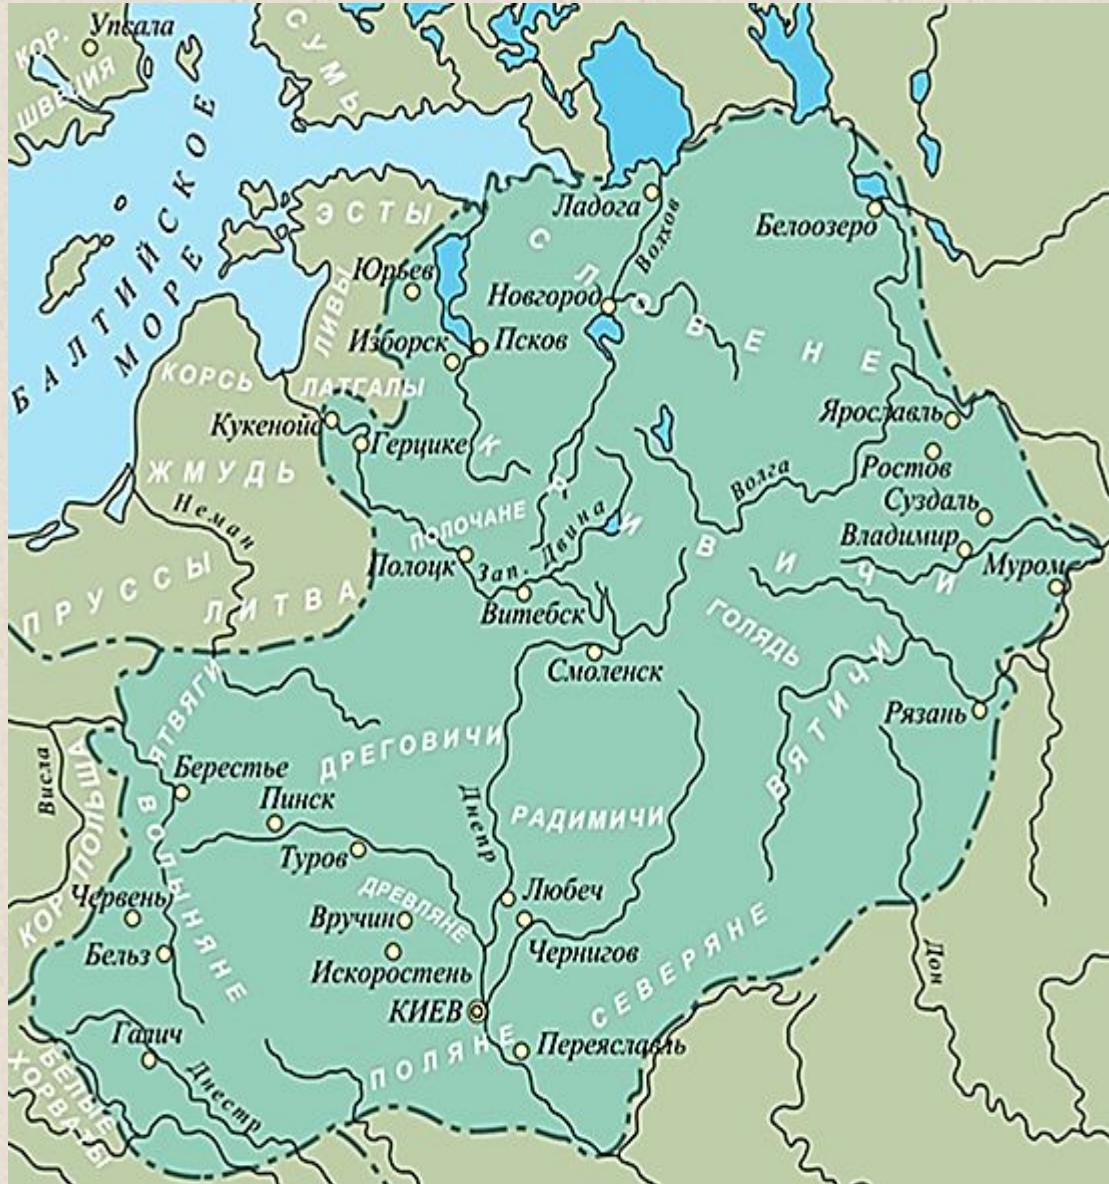 Упсала
КОР.
ШВЕЦИЯ
СУМЬ
БАЛТИЙСКОЕ
МОРЕ
ЭСТЫ
Ладога
Волхов
Белоозеро
СЛОВЕНЕ
Юрьев
ЛИВЫ
Новгород
Изборск
Псков
КОРСЬ
ЛАТГАЛЫ
Кукенойс
Герцике
Ярославль
Ростов
Волга
Суздаль
ЖМУДЬ
Неман
КРИВИЧИ
ПОЛОЧАНЕ
Полоцк
Зап. Двина
Владимир
Муром
Витебск
ПРУССЫ
ЛИТВА
ГОЛЯДЬ
Смоленск
ВЯТИЧИ
Рязань
ЯТВЯГИ
ДРЕГОВИЧИ
Висла
КОР. ПОЛЬША
Берестье
Пинск
Днепр
РАДИМИЧИ
ВОЛЫНЯНЕ
Туров
ДРЕВЛЯНЕ
Любеч
Червень
Вручин
Чернигов
Бельз
Искоростень
СЕВЕРЯНЕ
Дон
КИЕВ
Галич
Днестр
ПОЛЯНЕ
Переяславль
БЕЛЫЕ
ХОРВАТЫ